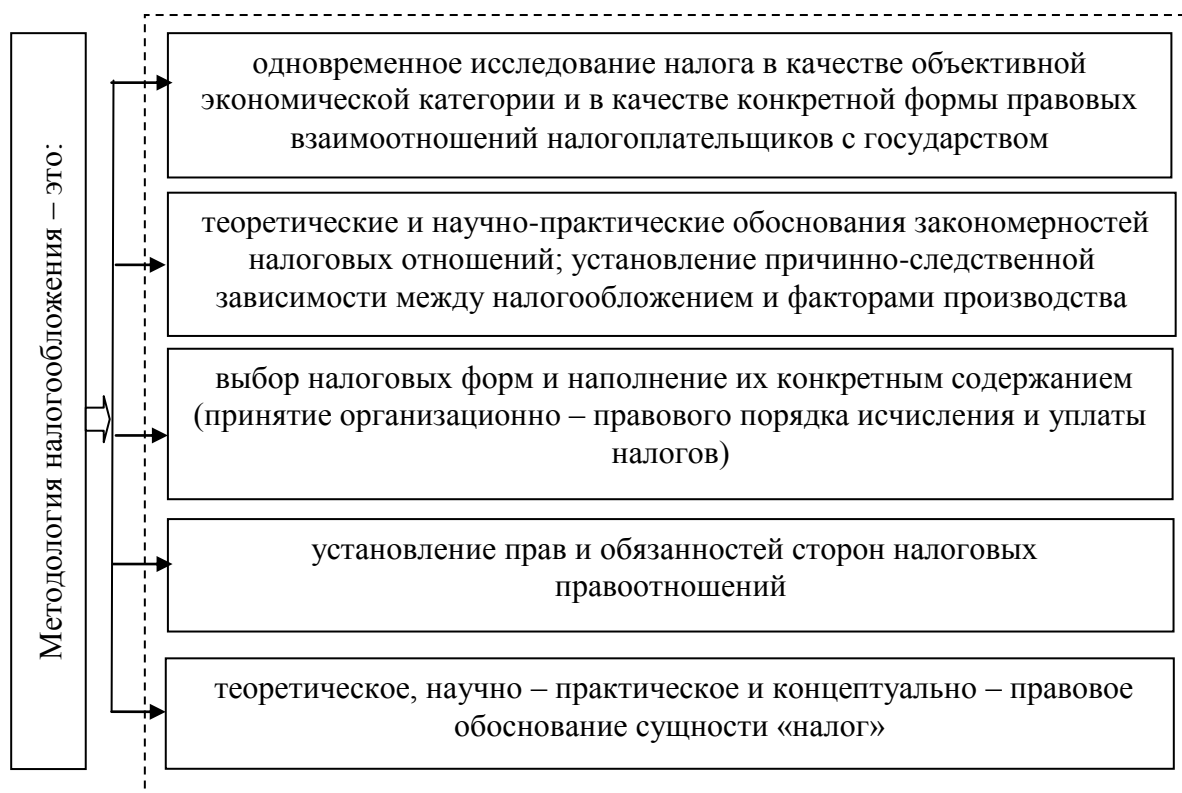 Методология налогообложения – это:
одновременное исследование налога в качестве объективной
экономической категории и в качестве конкретной формы правовых
взаимоотношений налогоплательщиков с государством
теоретические и научно-практические обоснования закономерностей
налоговых отношений; установление причинно-следственной
зависимости между налогообложением и факторами производства
выбор налоговых форм и наполнение их конкретным содержанием
(принятие организационно – правового порядка исчисления и уплаты
налогов)
установление прав и обязанностей сторон налоговых
правоотношений
теоретическое, научно – практическое и концептуально – правовое
обоснование сущности «налог»